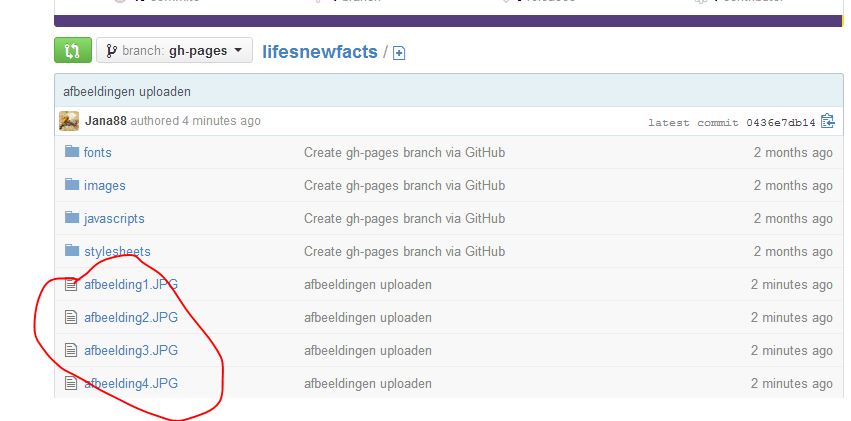 branch: gh-pages lifesnewfacts /
afbeeldingen uploaden
Jana88 authored 4 minutes ago latest commit 0436e7db14
fonts Create gh-pages branch via GitHub 2 months ago
images Create gh-pages branch via GitHub 2 months ago
javascripts Create gh-pages branch via GitHub 2 months ago
stylesheets Create gh-pages branch via GitHub 2 months ago
afbeelding1.JPG afbeeldingen uploaden 2 minutes ago
afbeelding2.JPG afbeeldingen uploaden 2 minutes ago
afbeelding3.JPG afbeeldingen uploaden 2 minutes ago
afbeelding4.JPG afbeeldingen uploaden 2 minutes ago